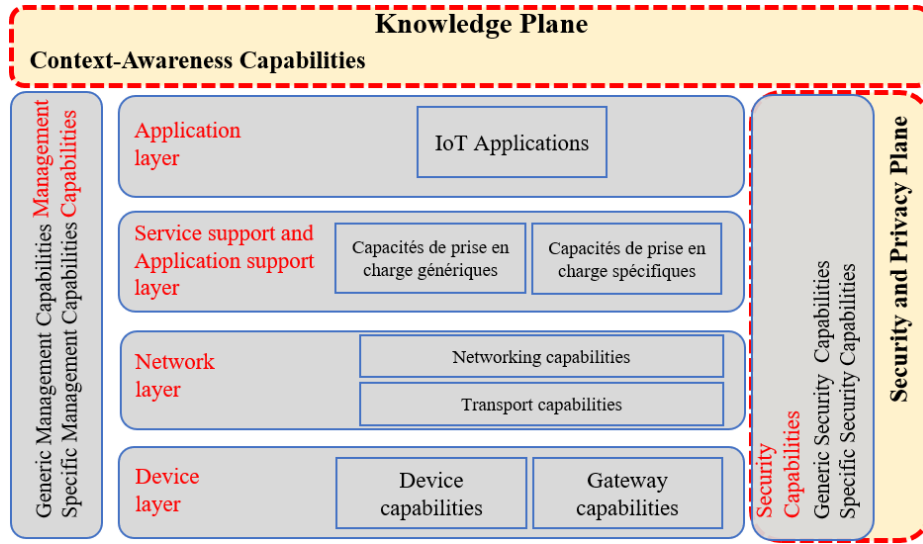 Knowledge Plane
Context-Awareness Capabilities
Management
Capabilities
Generic Management Capabilities
Specific Management Capabilities
Application
layer
IoT Applications
Service support and
Application support
layer
Capacités de prise en
charge génériques
Capacités de prise en
charge spécifiques
Network
layer
Networking capabilities
Transport capabilities
Device
layer
Device
capabilities
Gateway
capabilities
Security
Capabilities
Generic Security Capabilities
Specific Security Capabilities
Security and Privacy Plane